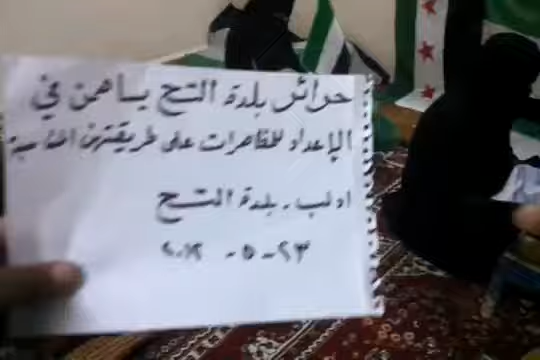 حرائر بلدة التح يساهمن في
الإعداد للمظاهرات على طريقتهن الخاصة
ادلب - بلدة التح
٢٣ - ٥ - ٢٠١٢